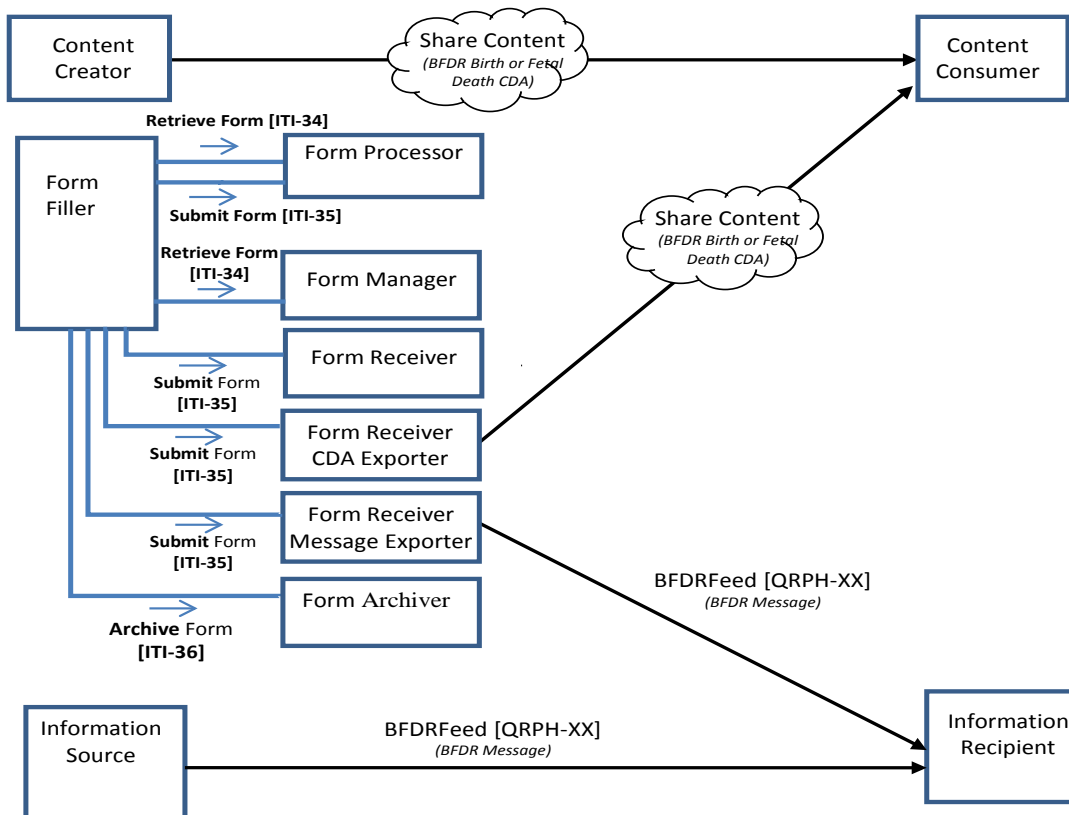 Content
Creator
Share Content
(BFDR Birth or Fetal
Death CDA)
Content
Consumer
Retrieve Form [ITI-34]
Form
Filler
Form Processor
Submit Form [ITI-35]
Retrieve Form
[ITI-34]
Form Manager
Share Content
(BFDR Birth or Fetal
Death CDA)
Form Receiver
Submit Form
[ITI-35]
Form Receiver
CDA Exporter
Submit Form
[ITI-35]
Form Receiver
Message Exporter
Submit Form
[ITI-35]
BFDRFeed [QRPH-XX]
(BFDR Message)
Form Archiver
Archive Form
[ITI-36]
Information
Source
BFDRFeed [QRPH-XX]
(BFDR Message)
Information
Recipient